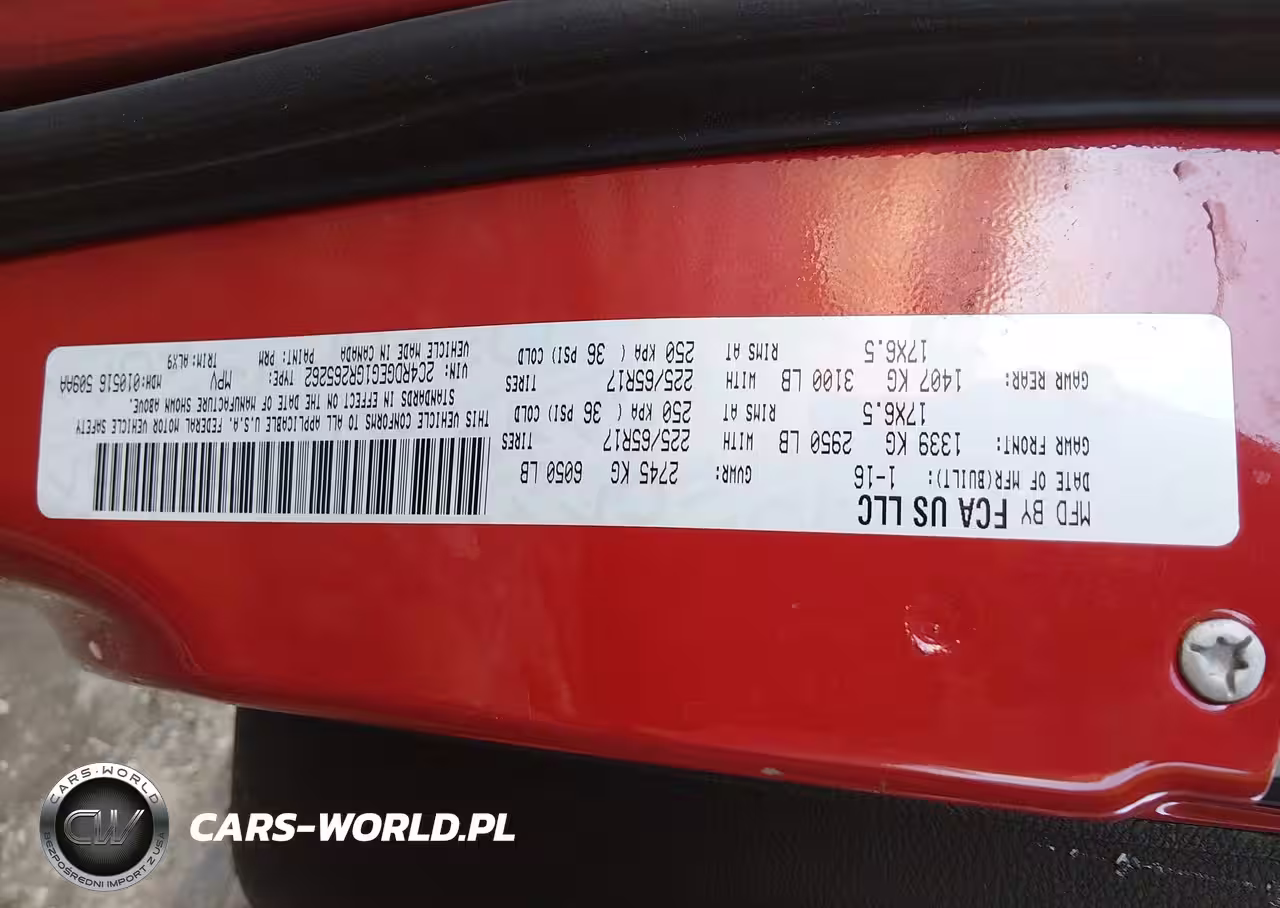 MFD BY FCA US LLC
DATE OF MFR(BUILT): 1-16 GVWR: 2745 KG 6050 LB
GAWR FRONT: 1339 KG 2950 LB WITH 225/65R17 TIRES
17X6.5 RIMS AT 250 KPA ( 36 PSI) COLD
GAWR REAR: 1407 KG 3100 LB WITH 225/65R17 TIRES
17X6.5 RIMS AT 250 KPA ( 36 PSI) COLD
THIS VEHICLE CONFORMS TO ALL APPLICABLE U.S.A. FEDERAL MOTOR VEHICLE SAFETY
STANDARDS IN EFFECT ON THE DATE OF MANUFACTURE SHOWN ABOVE.
VIN: 2C4RDGEG1GR265262 TYPE: MPV MDH:010516 509AA
VEHICLE MADE IN CANADA PAINT: PRM TRIM:ALX9
CARS-WORLD
CW
BEZPOŚREDNI IMPORT Z USA
CARS-WORLD.PL